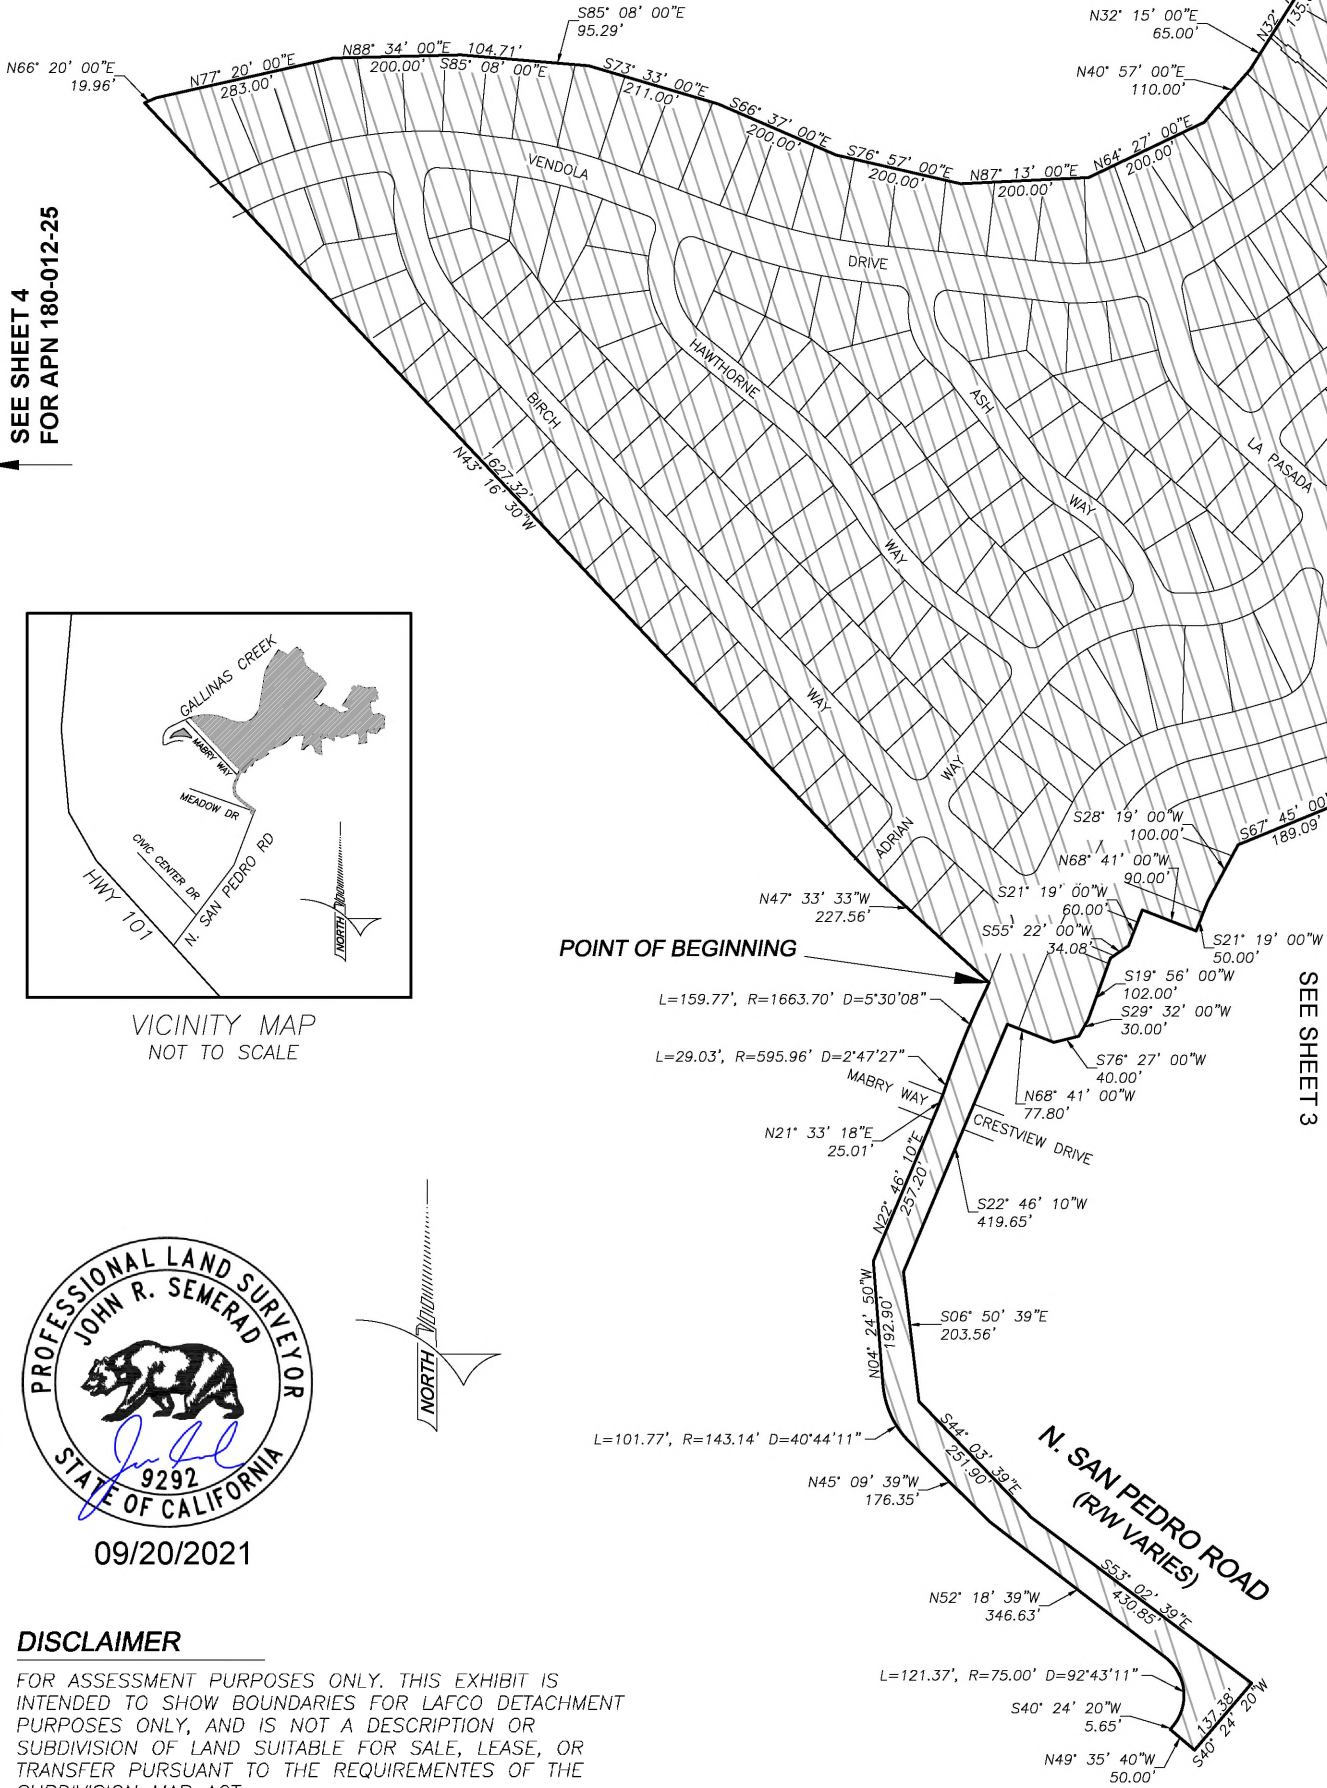 S85° 08' 00"E
95.29'
N32° 15' 00"E
65.00'
N32°
135.
N66° 20' 00"E
19.96'
N77° 20' 00"E
283.00'
N88° 34' 00"E
200.00'
104.71'
S85° 08' 00"E
S73° 33' 00"E
211.00'
S66° 37' 00"E
200.00'
S76° 57' 00"E
200.00'
N87° 13' 00"E
200.00'
N64° 27' 00"E
200.00'
N40° 57' 00"E
110.00'
VENDOLA
DRIVE
HAWTHORNE
WAY
BIRCH
WAY
ASH
WAY
LA PASADA
ADRIAN
WAY
SEE SHEET 4
FOR APN 180-012-25
1627.32'
N43° 16' 30"W
GALLINAS CREEK
MABRY WAY
MEADOW DR
CIVIC CENTER DR
N. SAN PEDRO RD
HWY 101
NORTH
VICINITY MAP
NOT TO SCALE
S28° 19' 00"W
100.00'
S67° 45' 00"
189.09'
N68° 41' 00"W
90.00'
S21° 19' 00"W
60.00'
S55° 22' 00"W
34.08'
N47° 33' 33"W
227.56'
POINT OF BEGINNING
S21° 19' 00"W
50.00'
S19° 56' 00"W
102.00'
S29° 32' 00"W
30.00'
S76° 27' 00"W
40.00'
N68° 41' 00"W
77.80'
SEE SHEET 3
L=159.77', R=1663.70' D=5°30'08"
L=29.03', R=595.96' D=2°47'27"
MABRY WAY
CRESTVIEW DRIVE
N21° 33' 18"E
25.01'
N22° 46' 10"E
257.20'
S22° 46' 10"W
419.65'
N04° 24' 50"W
192.90'
S06° 50' 39"E
203.56'
L=101.77', R=143.14' D=40°44'11"
S44° 03' 39"E
251.90'
N45° 09' 39"W
176.35'
N. SAN PEDRO ROAD
(R/W VARIES)
S53° 02' 39"E
430.85'
N52° 18' 39"W
346.63'
L=121.37', R=75.00' D=92°43'11"
S40° 24' 20"W
5.65'
137.38'
S40° 24' 20"W
N49° 35' 40"W
50.00'
NORTH
PROFESSIONAL LAND SURVEYOR
JOHN R. SEMERAD
9292
STATE OF CALIFORNIA
09/20/2021
DISCLAIMER
FOR ASSESSMENT PURPOSES ONLY. THIS EXHIBIT IS
INTENDED TO SHOW BOUNDARIES FOR LAFCO DETACHMENT
PURPOSES ONLY, AND IS NOT A DESCRIPTION OR
SUBDIVISION OF LAND SUITABLE FOR SALE, LEASE, OR
TRANSFER PURSUANT TO THE REQUIREMENTES OF THE
SUBDIVISION MAP ACT